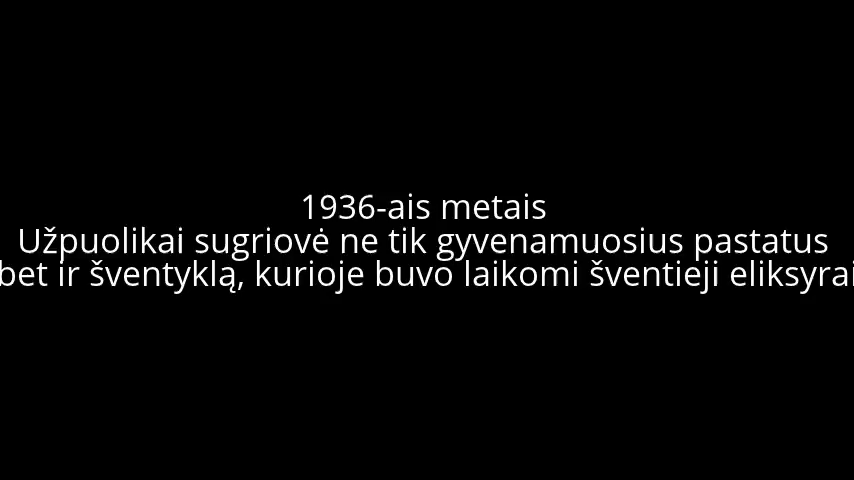 1936-ais metais
Užpuolikai sugriovė ne tik gyvenamuosius pastatus
bet ir šventyklą, kurioje buvo laikomi šventieji eliksyrai